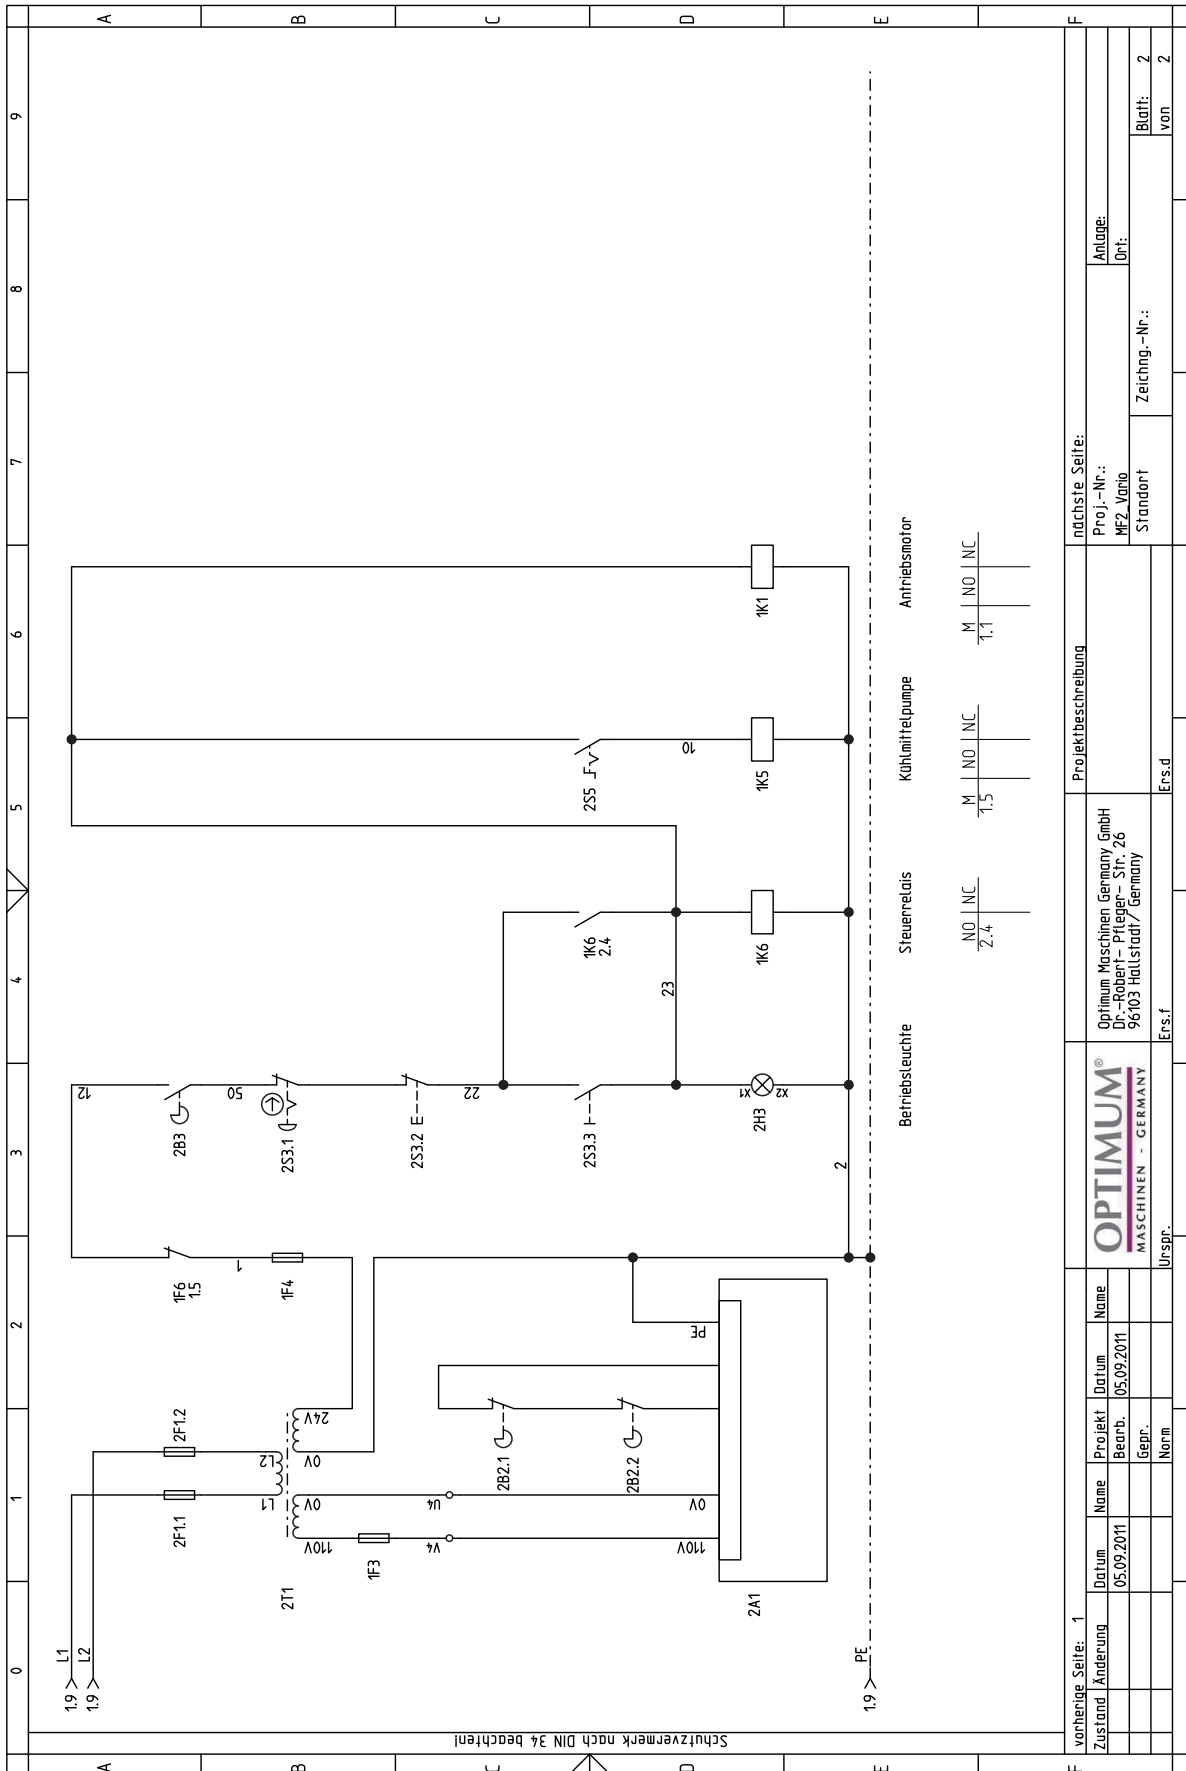 0 1 2 3 4 5 6 7 8 9
A
B
C
D
E
F
A
B
C
D
E
F
Schutzvermerk nach DIN 34 beachten!
1.9 L1
1.9 L2
2F1.1
2F1.2
L1
L2
2T1
110V
0V
0V
24V
1F3
V4
U4
110V
0V
2A1
2B2.1
2B2.2
PE
1F6
1.5
1
1F4
12
2B3
50
2S3.1
2S3.2
22
2S3.3
X1
X2
2H3
2
23
1K6
2.4
1K6
2S5
10
1K5
1K1
1.9 PE
Betriebsleuchte
Steuerrelais
Kühlmittelpumpe
Antriebsmotor
NO NC
2.4
M NO NC
1.5
M NO NC
1.1
vorherige Seite: 1
Zustand Änderung Datum Name
05.09.2011
Projekt Datum Name
Bearb. 05.09.2011
Gepr.
Norm
Urspr.
OPTIMUM®
MASCHINEN - GERMANY
Optimum Maschinen Germany GmbH
Dr.-Robert- Pfleger- Str. 26
96103 Hallstadt/ Germany
Ers.f
Ers.d
Projektbeschreibung
nächste Seite:
Proj.-Nr.:
MF2_Vario
Standort
Zeichng.-Nr.:
Anlage:
Ort:
Blatt: 2
von 2